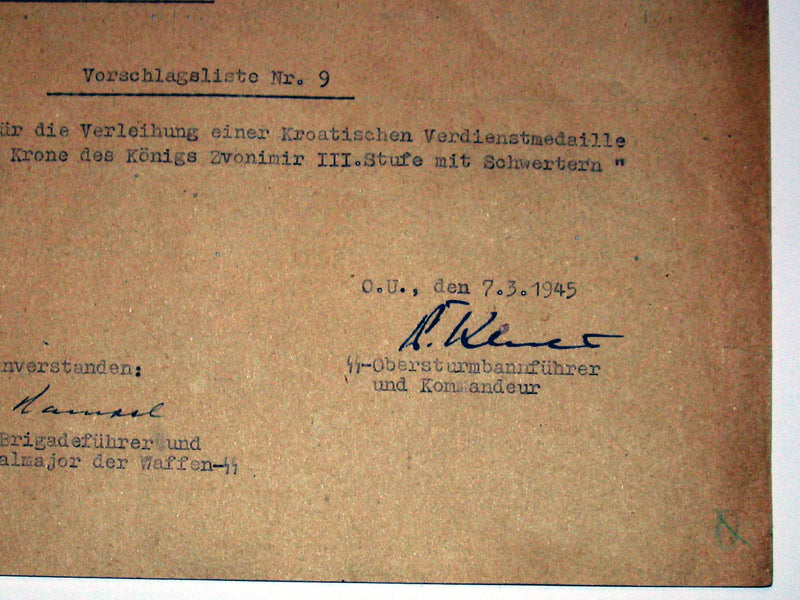 Vorschlagsliste Nr. 9
ür die Verleihung einer Kroatischen Verdienstmedaille
Krone des Königs Zvonimir III.Stufe mit Schwertern "
O.U., den 7.3.1945
nverstanden:
ᛋᛋ-Obersturmbannführer
und Kommandeur
Brigadeführer und
almajor der Waffen-ᛋᛋ